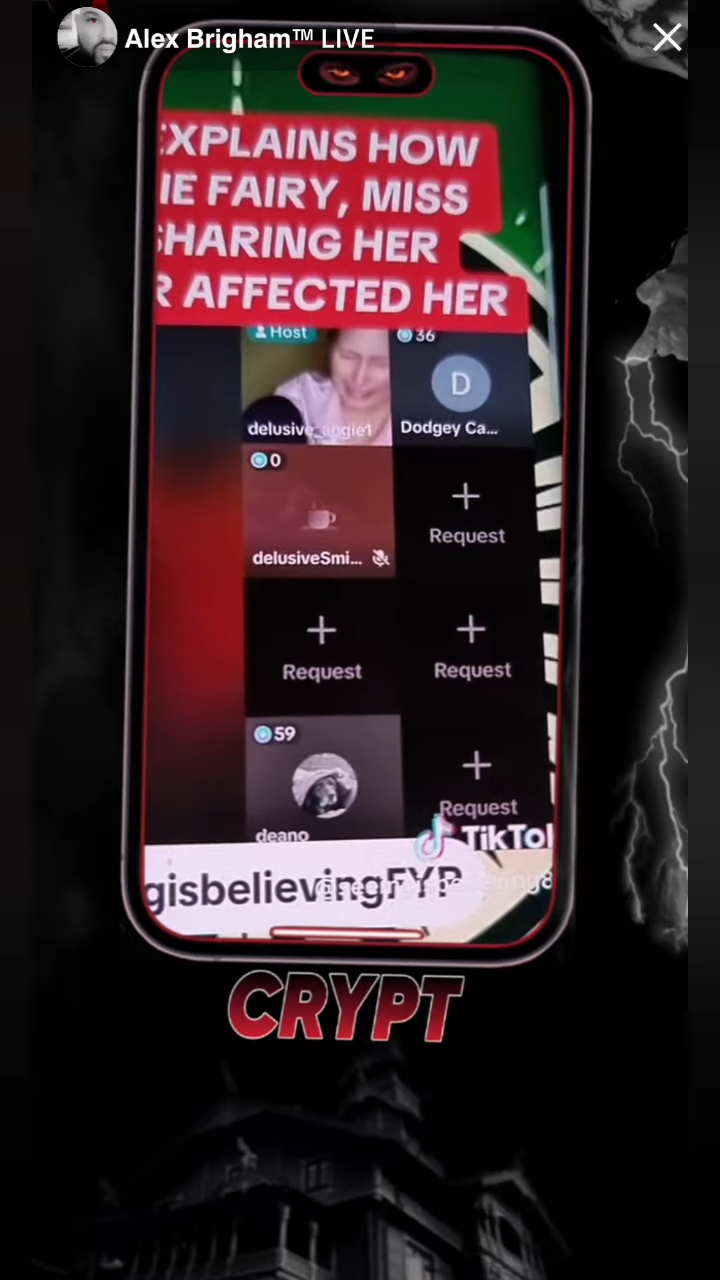 Alex Brigham™ LIVE
EXPLAINS HOW
IE FAIRY, MISS
SHARING HER
R AFFECTED HER
Host
36
D
delusive_angie1
Dodgey Ca...
0
+
Request
delusiveSmi...
+
Request
+
Request
59
+
Request
deano
TikTok
gisbelievingFYP
CRYPT